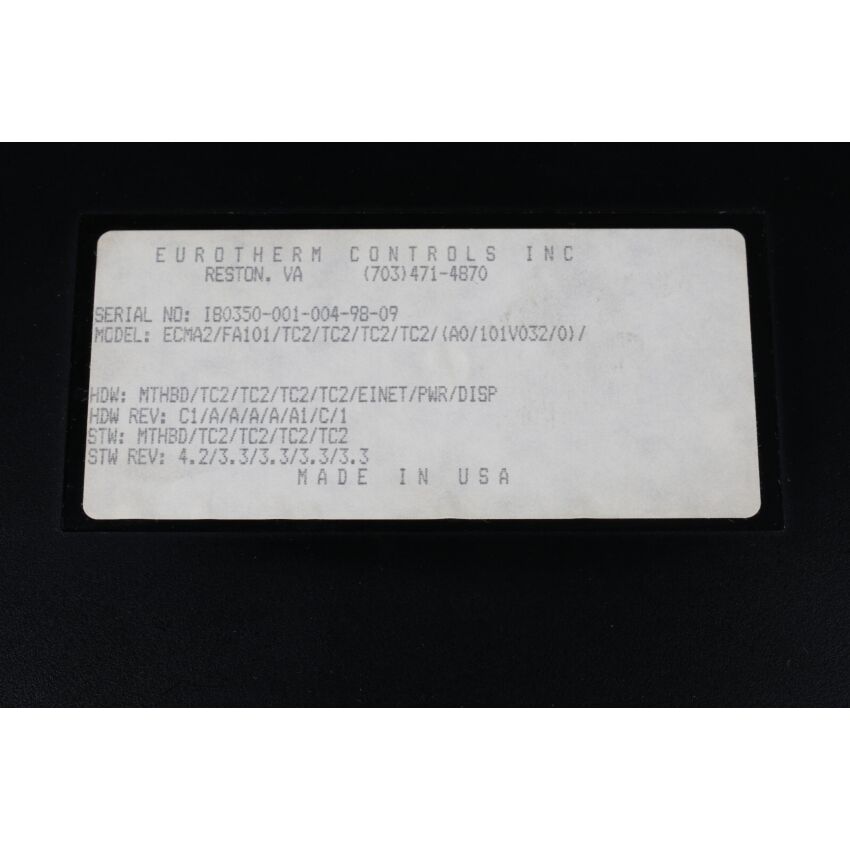 EUROTHERM CONTROLS INC
RESTON, VA (703)471-4870
SERIAL NO: IB0350-001-004-98-09
MODEL: ECMA2/FA101/TC2/TC2/TC2/TC2/(A0/101V032/0)/
HDW: MTHBD/TC2/TC2/TC2/TC2/EINET/PWR/DISP
HDW REV: C1/A/A/A/A/A1/C/1
STW: MTHBD/TC2/TC2/TC2/TC2
STW REV: 4.2/3.3/3.3/3.3/3.3
MADE IN USA